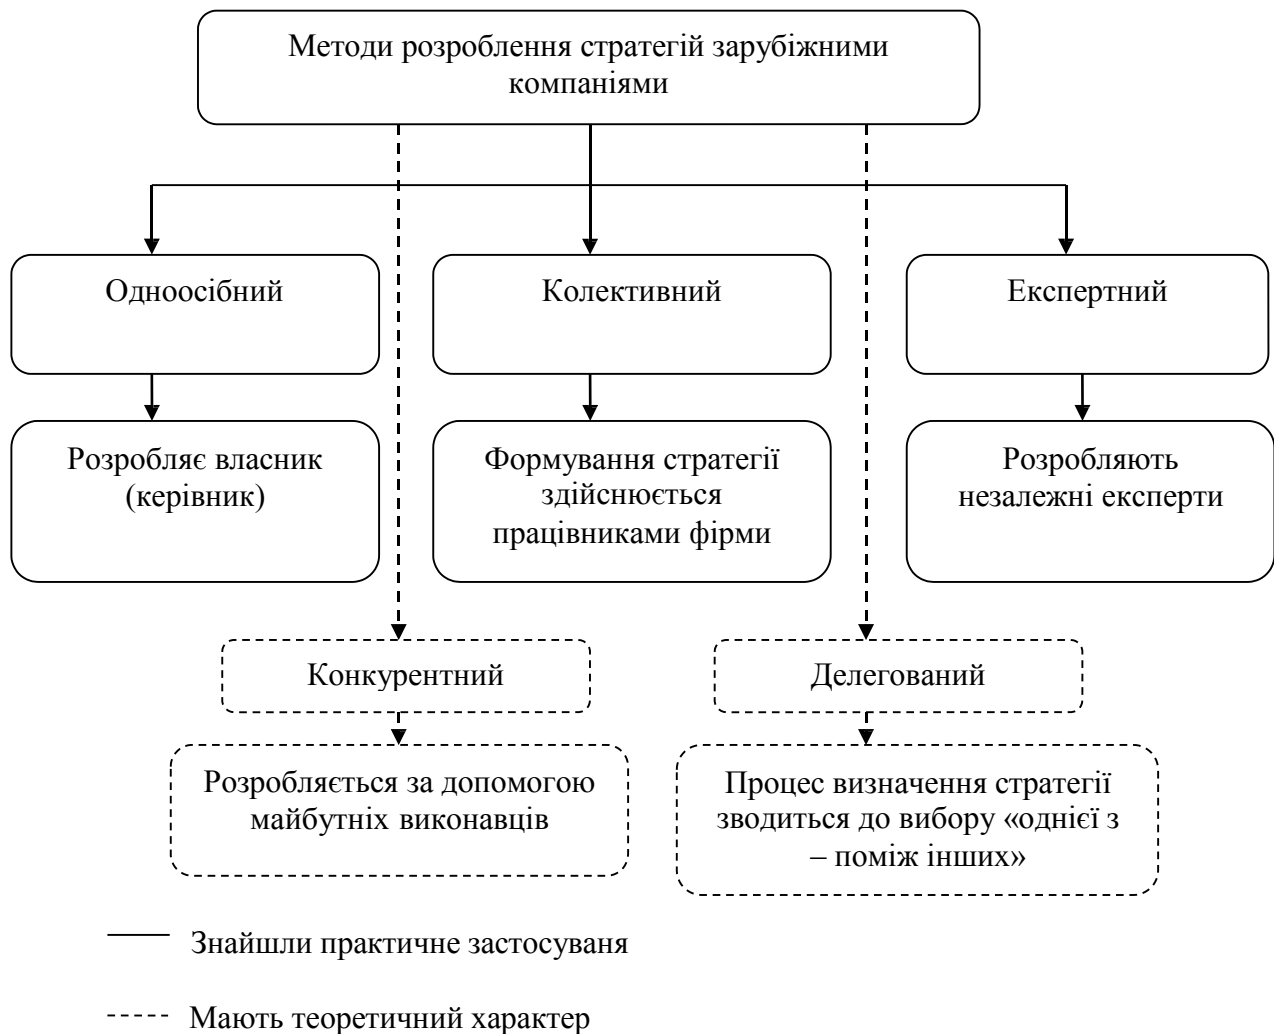 Методи розроблення стратегій зарубіжними
компаніями
Одноосібний
Колективний
Експертний
Розробляє власник
(керівник)
Формування стратегії
здійснюється
працівниками фірми
Розробляють
незалежні експерти
Конкурентний
Делегований
Розробляється за допомогою
майбутніх виконавців
Процес визначення стратегії
зводиться до вибору «однієї з
– поміж інших»
Знайшли практичне застосуваня
Мають теоретичний характер